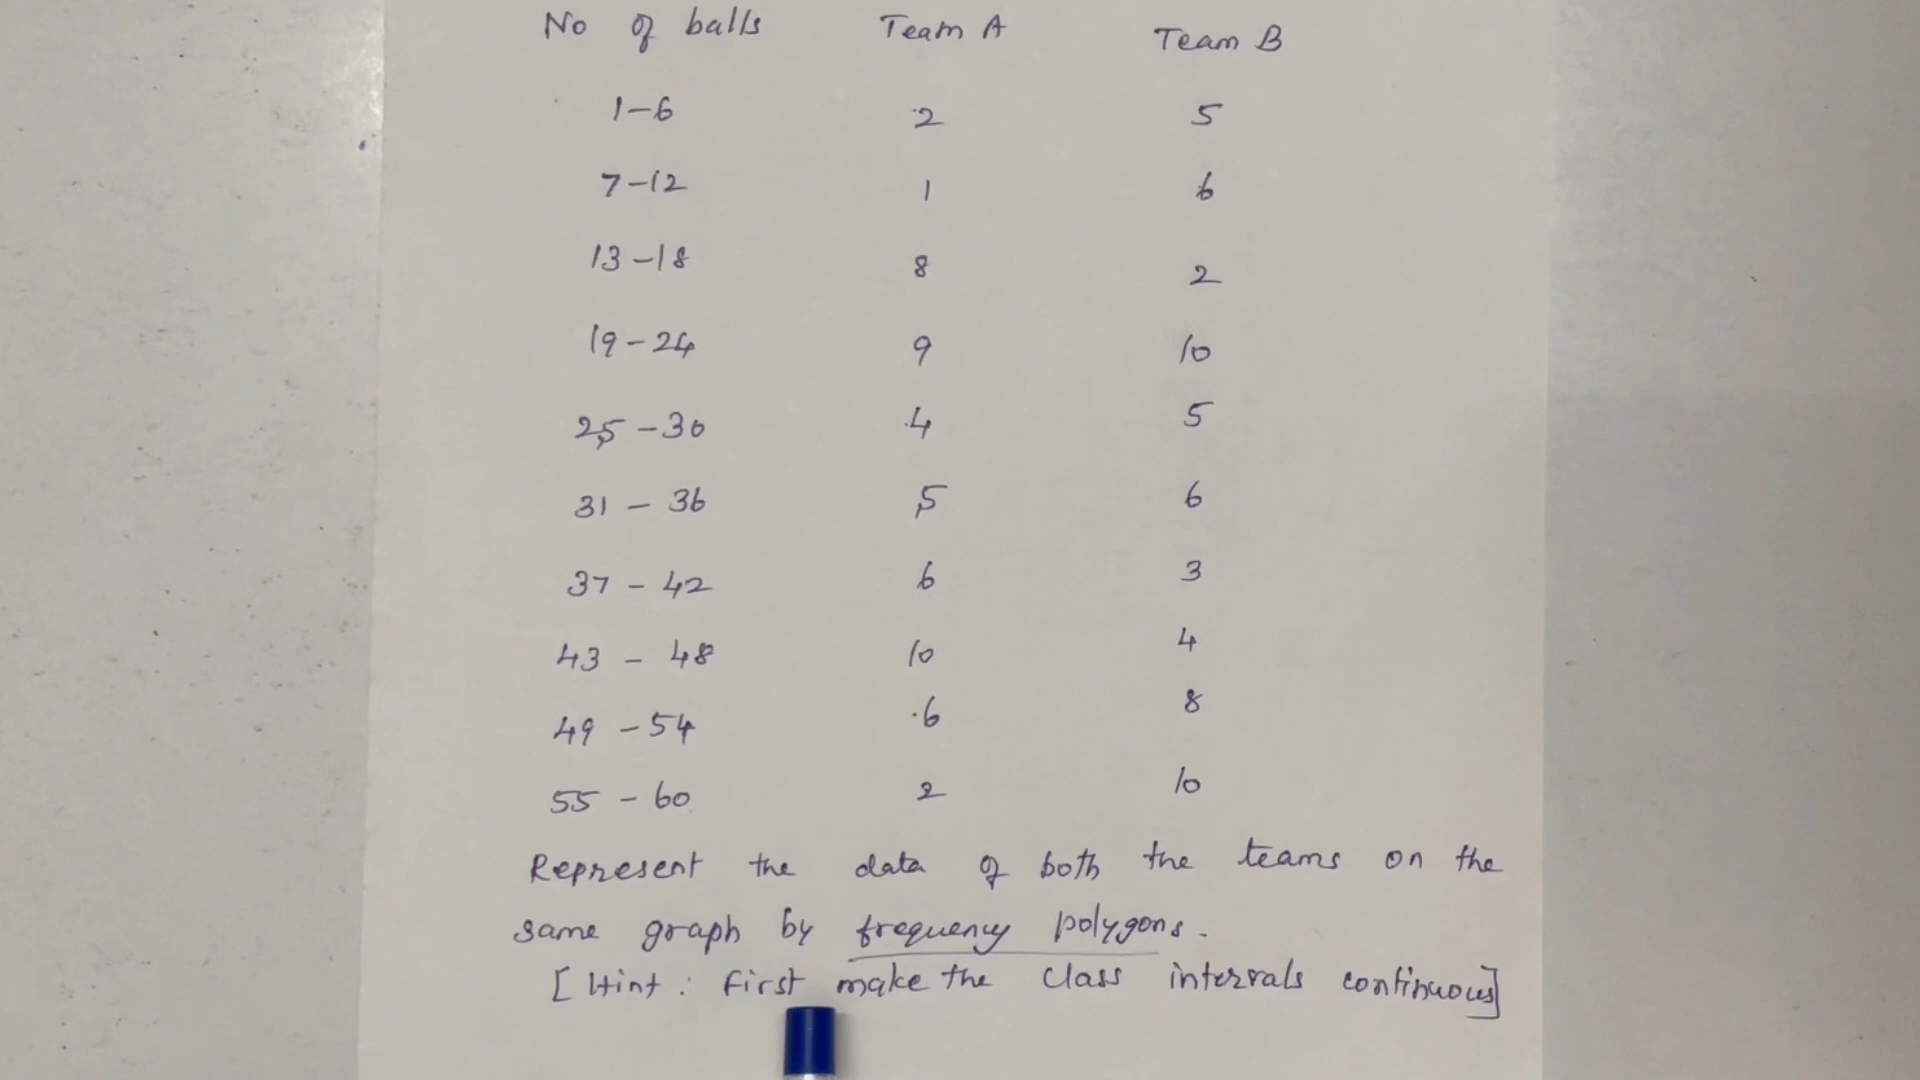 No of balls Team A Team B
1-6 2 5
7-12 1 6
13-18 8 2
19-24 9 10
25-30 4 5
31-36 5 6
37-42 6 3
43-48 10 4
49-54 6 8
55-60 2 10
Represent the data of both the teams on the
same graph by frequency polygons.
[Hint: First make the class intervals continuous]